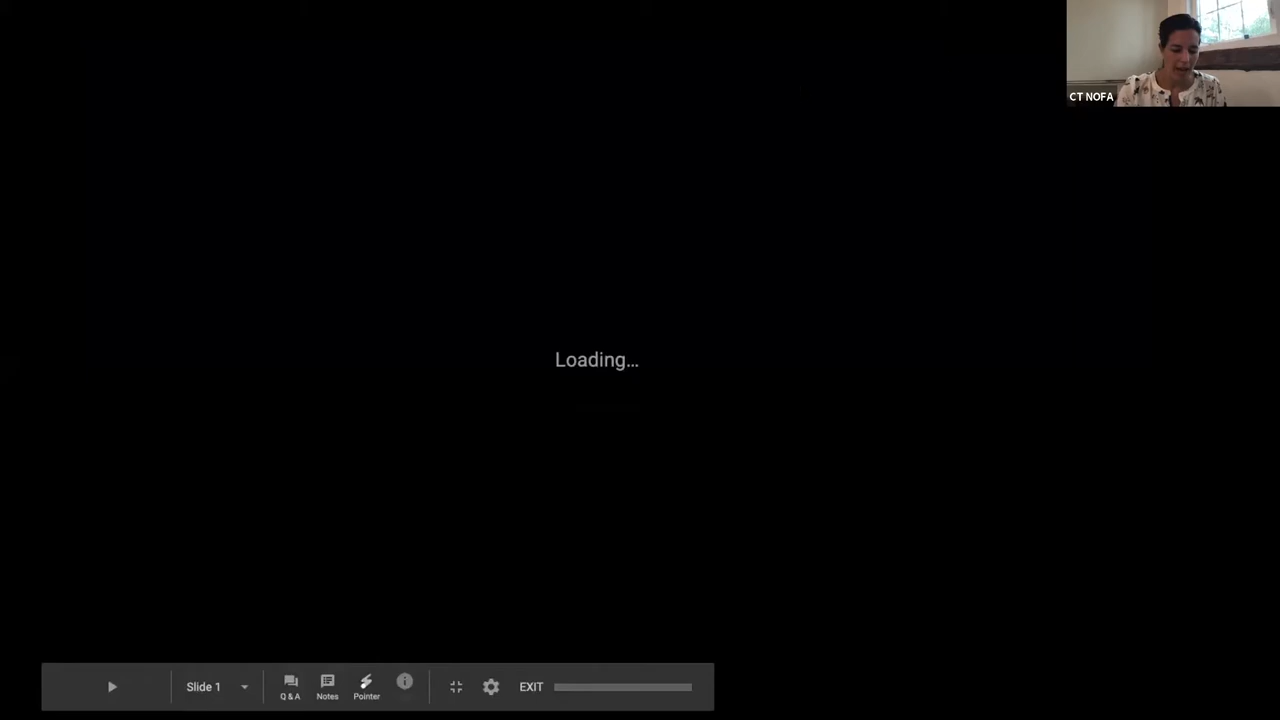 CT NOFA
Loading...
Slide 1
Q & A
Notes
Pointer
EXIT